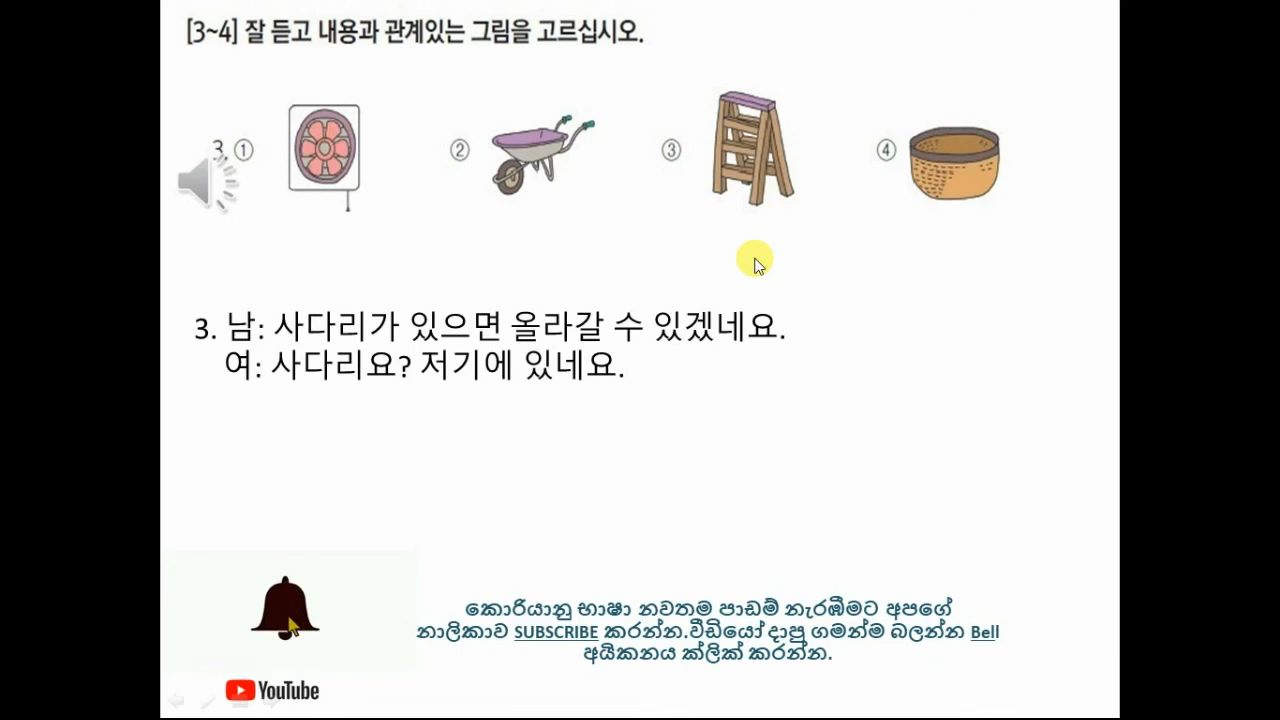 [3~4] 잘 듣고 내용과 관계있는 그림을 고르십시오.
3 ① ② ③ ④
3. 남: 사다리가 있으면 올라갈 수 있겠네요.
여: 사다리요? 저기에 있네요.
කොරියානු භාෂා නවතම පාඩම් නැරඹීමට අපගේ
නාලිකාව SUBSCRIBE කරන්න.වීඩියෝ දාපු ගමන්ම බලන්න Bell
අයිකනය ක්ලික් කරන්න.
YouTube